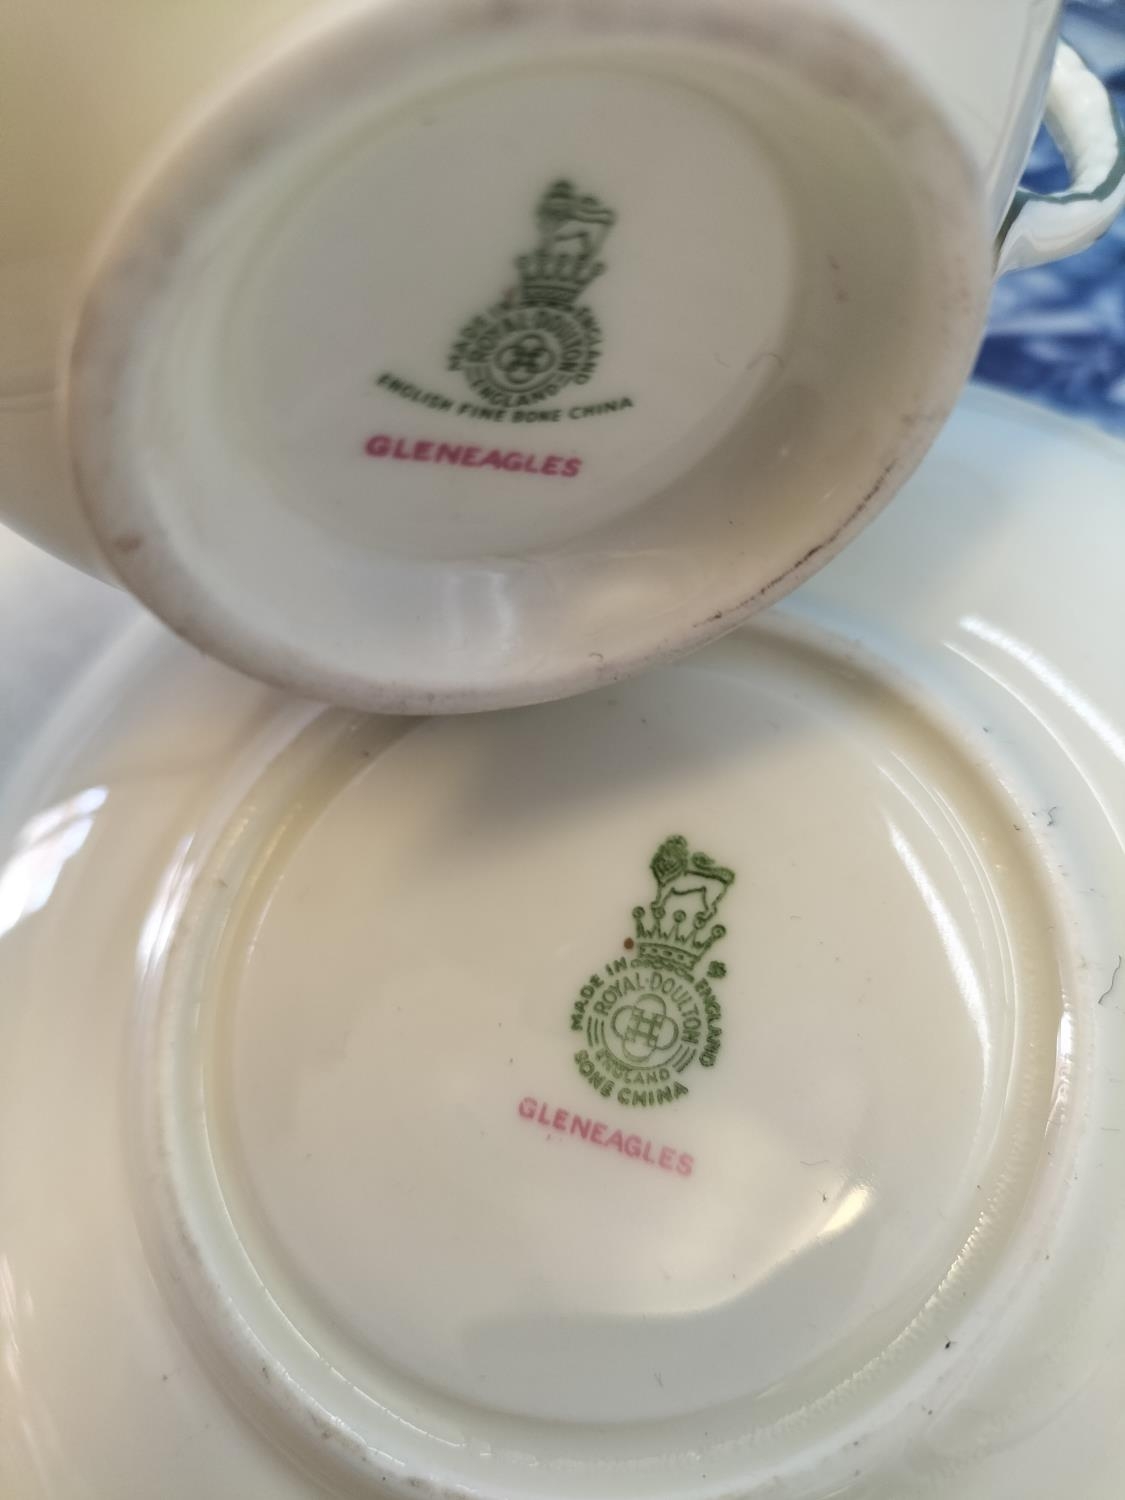 MADE IN ENGLAND
ROYAL DOULTON
ENGLAND
ENGLISH FINE BONE CHINA
GLENEAGLES
MADE IN ENGLAND
ROYAL·DOULTON
ENGLAND
BONE CHINA
GLENEAGLES